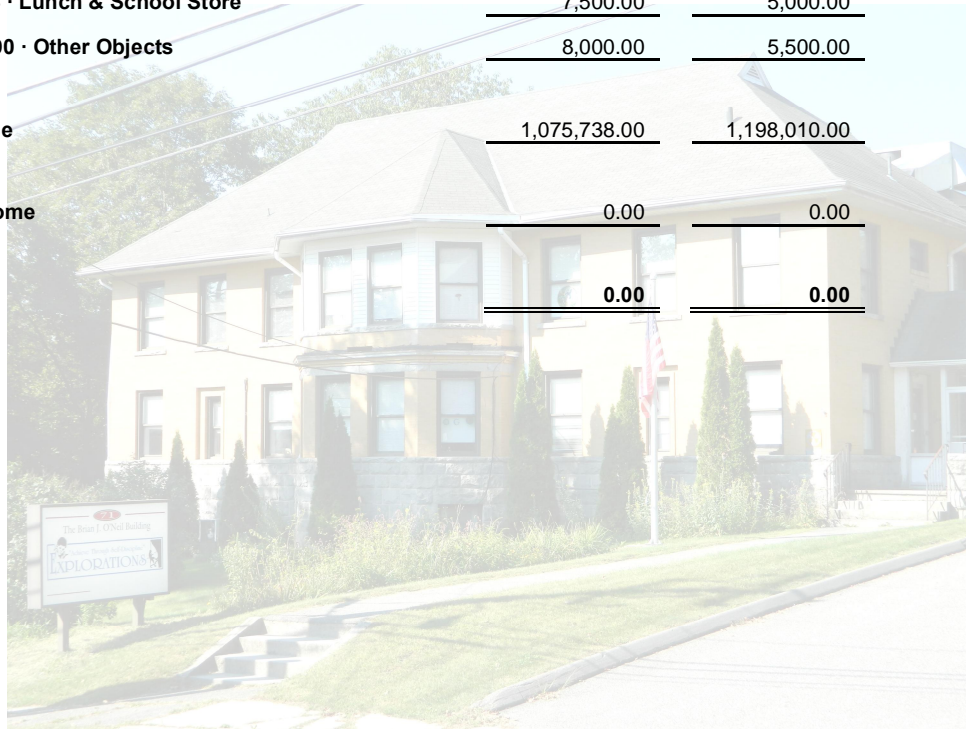 · Lunch & School Store 7,500.00 5,000.00
00 · Other Objects 8,000.00 5,500.00
e 1,075,738.00 1,198,010.00
ome 0.00 0.00
0.00 0.00
71
The Brian J. O'Neil Building
EXPLORATIONS